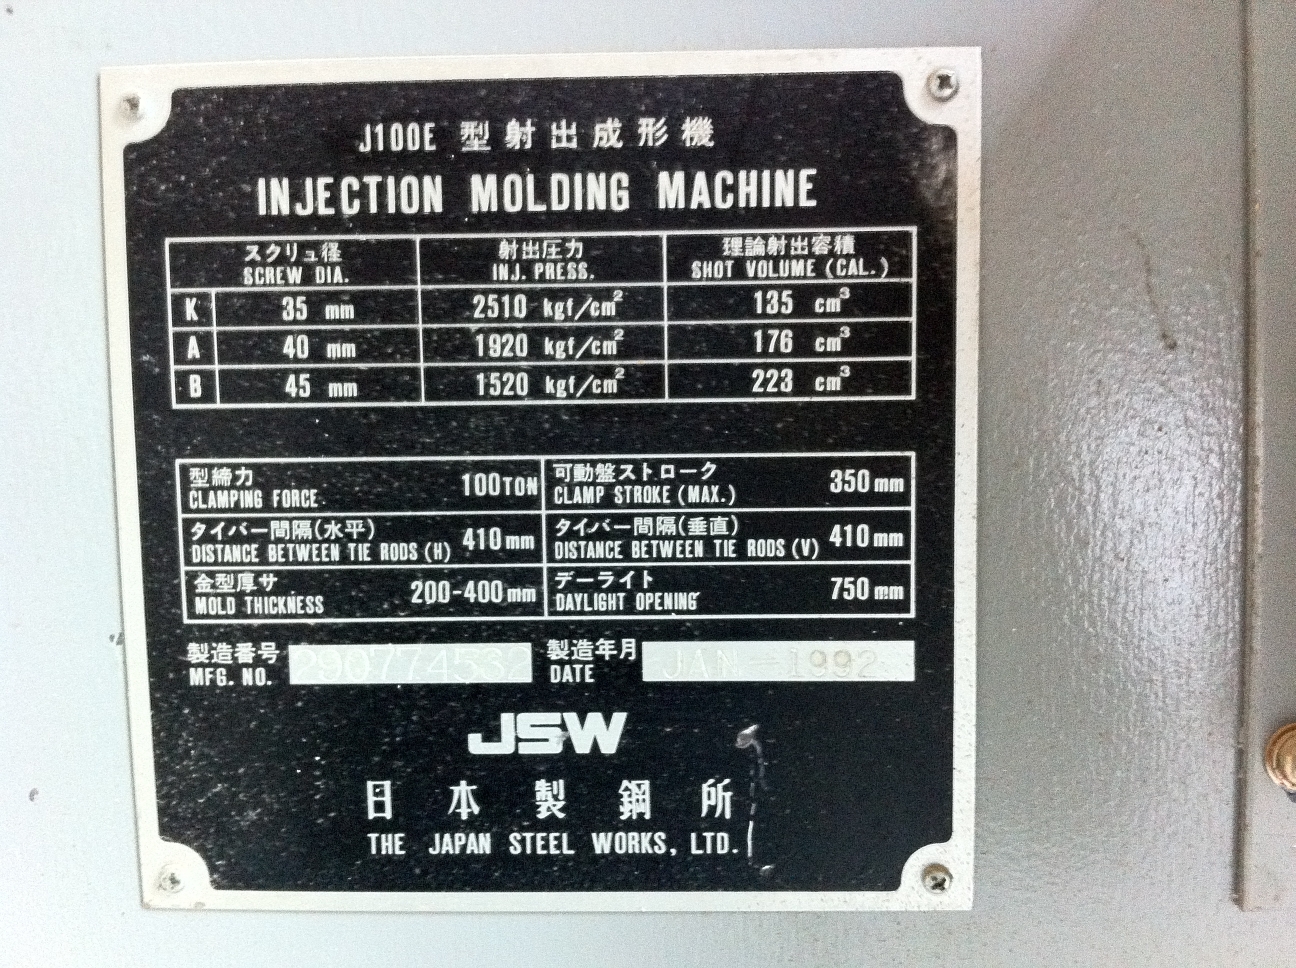 J100E 型射出成形機
INJECTION MOLDING MACHINE
スクリュ径 射出圧力 理論射出容積
SCREW DIA. INJ. PRESS. SHOT VOLUME (CAL.)
K 35 mm 2510 kgf/cm² 135 cm³
A 40 mm 1920 kgf/cm² 176 cm³
B 45 mm 1520 kgf/cm² 223 cm³
型締力
CLAMPING FORCE. 100TON
可動盤ストローク
CLAMP STROKE (MAX.) 350mm
タイバー間隔(水平)
DISTANCE BETWEEN TIE RODS (H) 410mm
タイバー間隔(垂直)
DISTANCE BETWEEN TIE RODS (V) 410mm
金型厚サ
MOLD THICKNESS 200-400mm
デーライト
DAYLIGHT OPENING 750mm
製造番号
MFG. NO. 290774532
製造年月
DATE JAN - 1992
JSW
日本製鋼所
THE JAPAN STEEL WORKS, LTD.